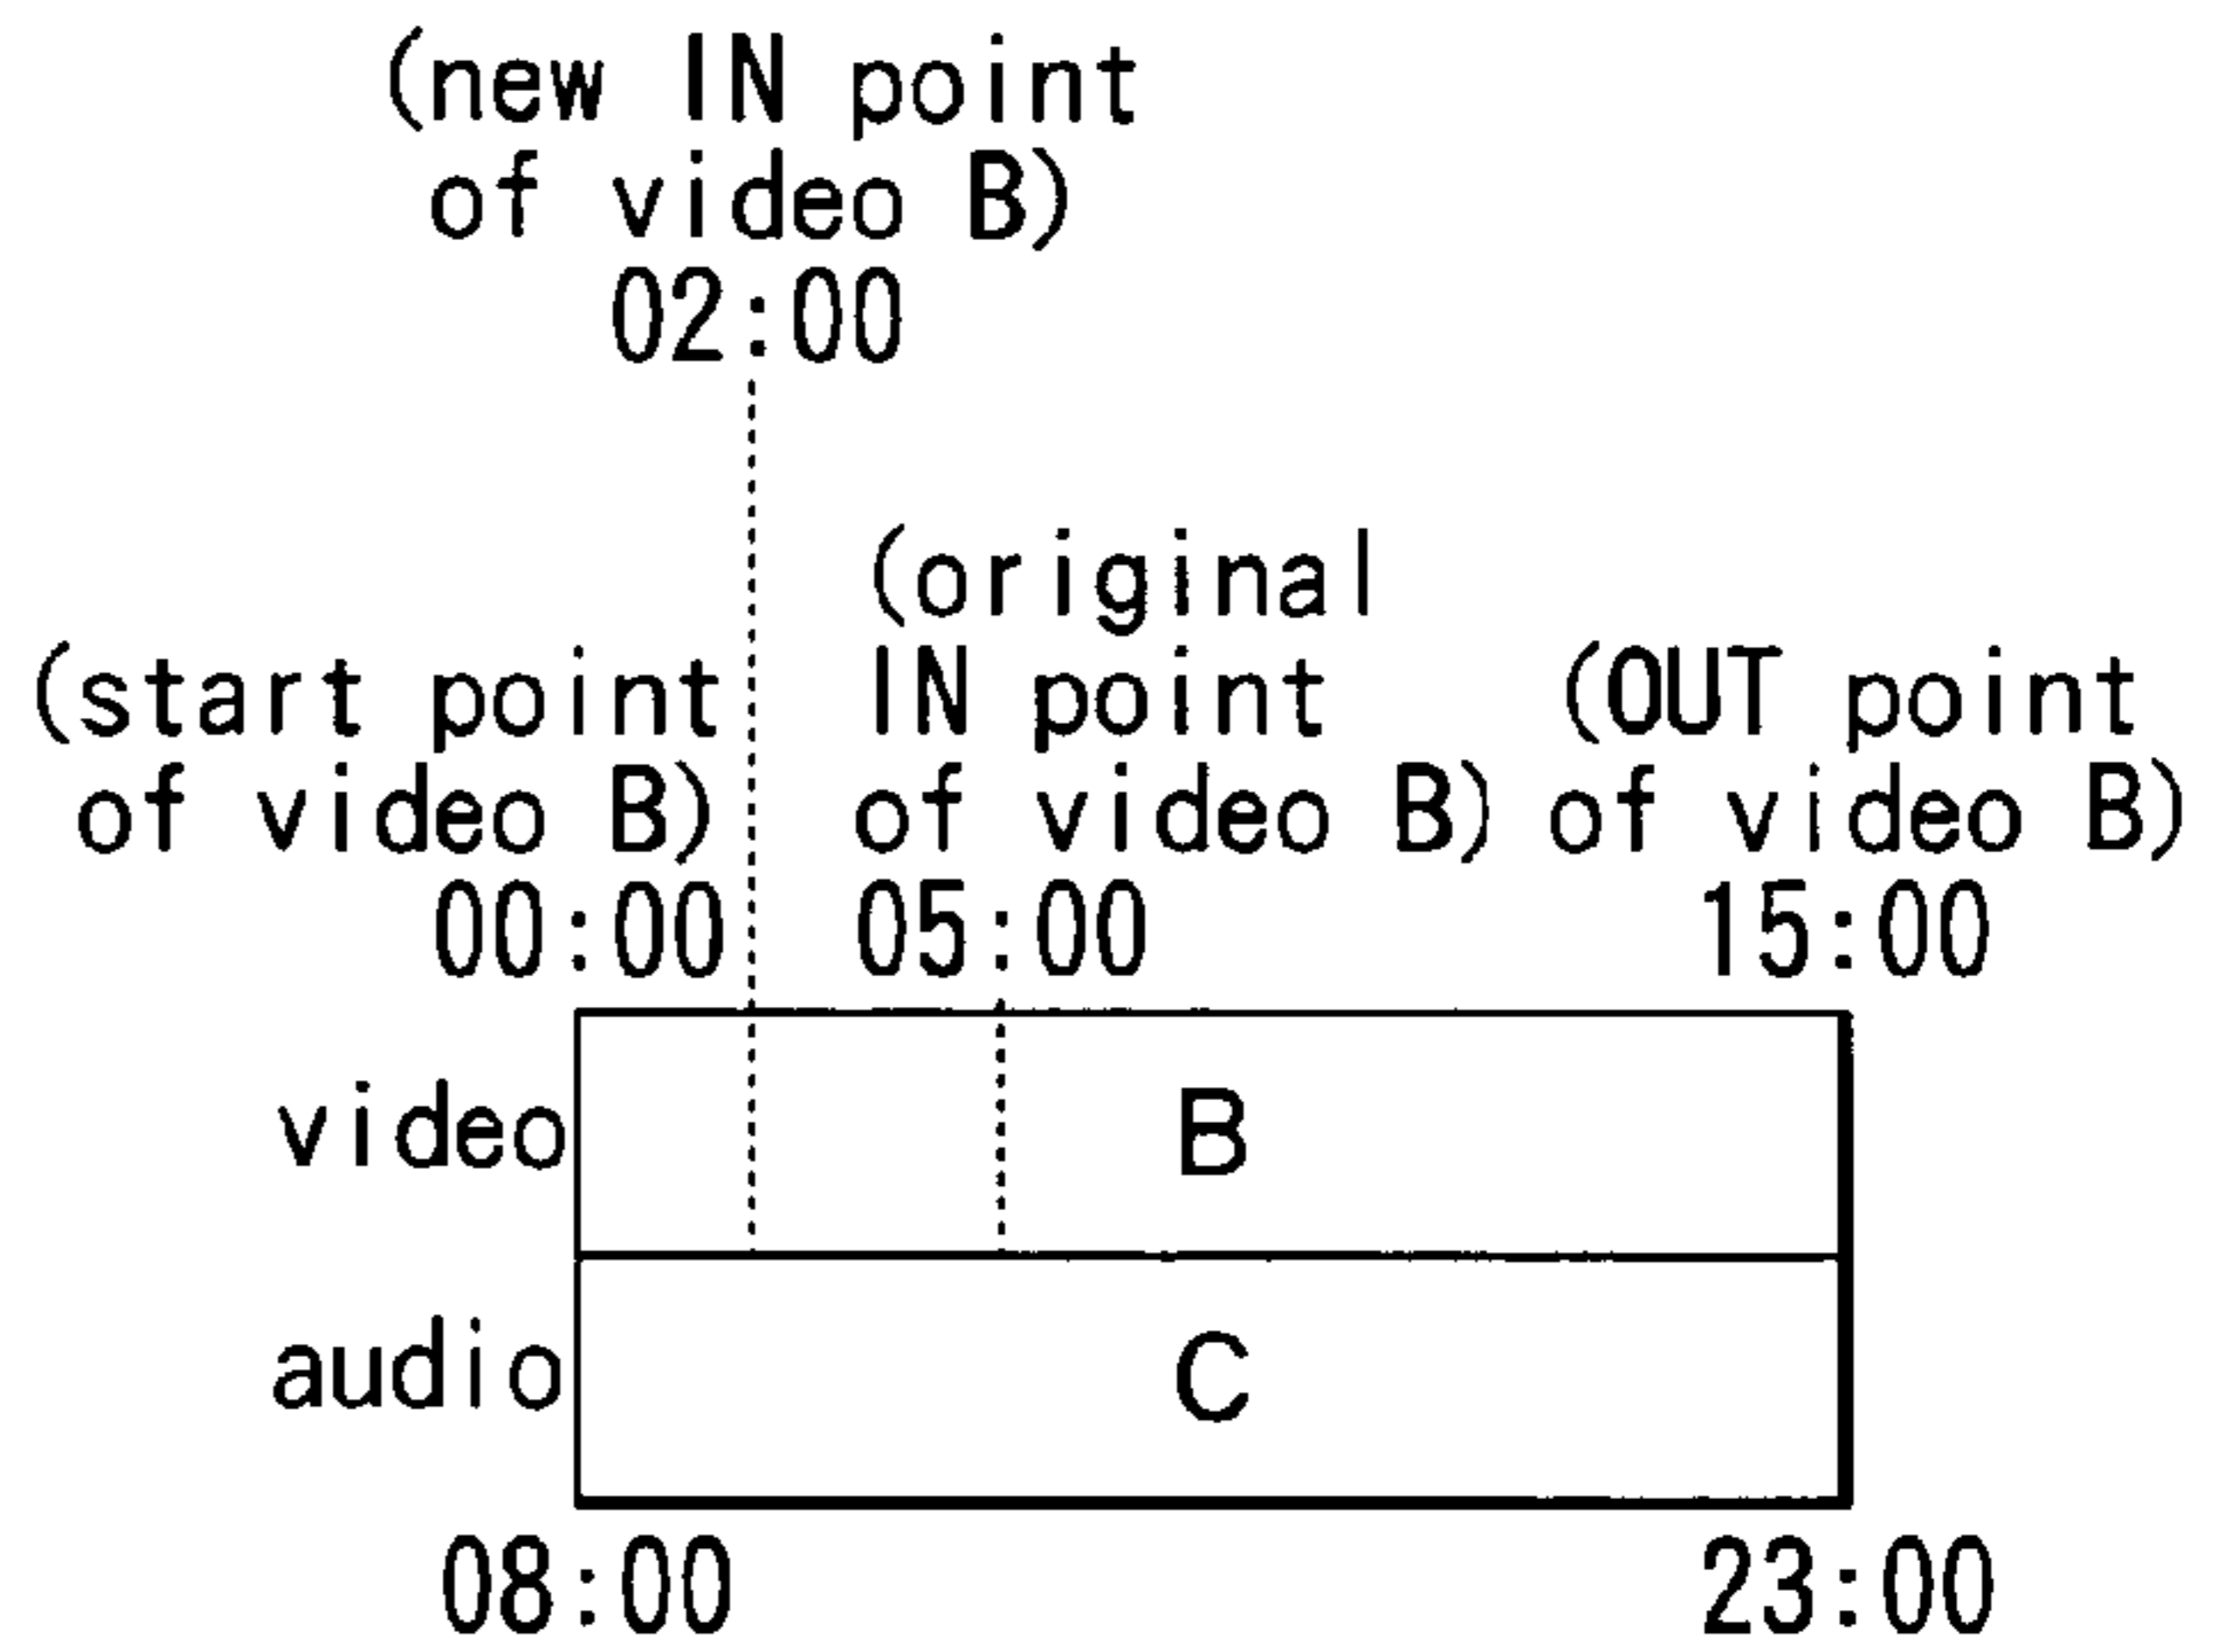 (new IN point
of video B)
02:00
(start point
of video B)
00:00
(original
IN point
of video B)
05:00
(OUT point
of video B)
15:00
video
B
audio
C
08:00
23:00